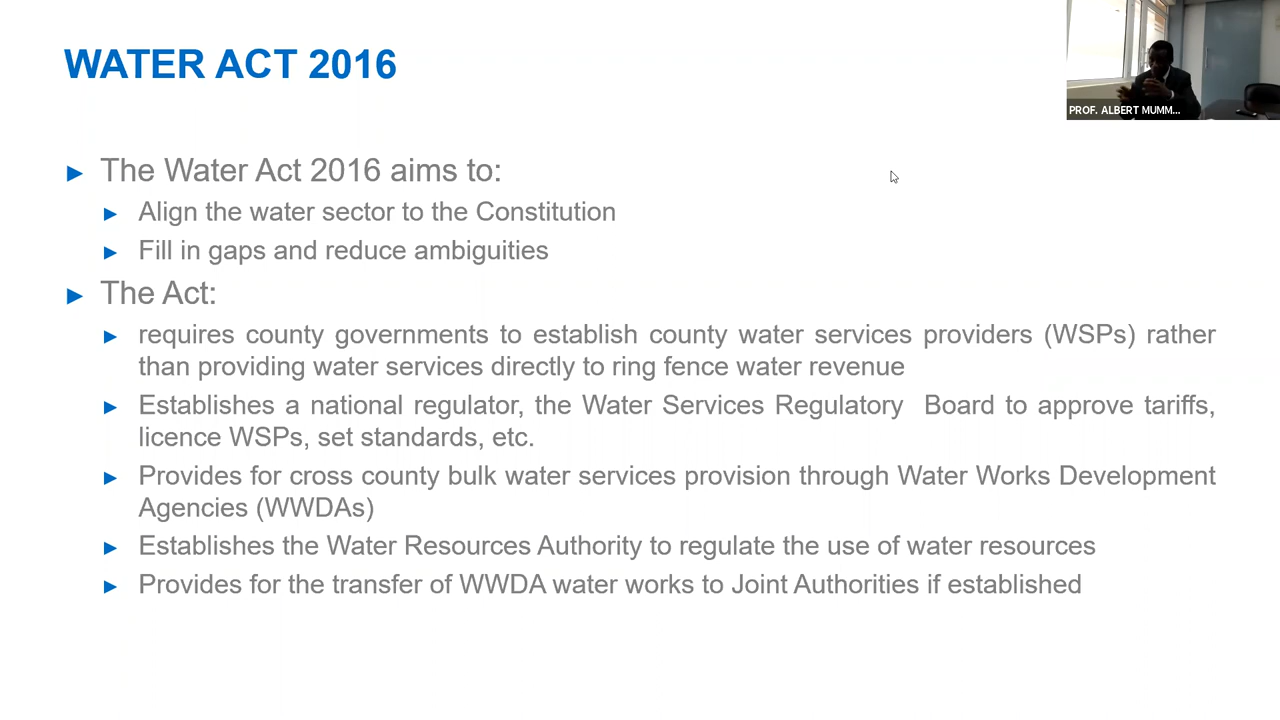 WATER ACT 2016
PROF. ALBERT MUMM...
► The Water Act 2016 aims to:
► Align the water sector to the Constitution
► Fill in gaps and reduce ambiguities
► The Act:
► requires county governments to establish county water services providers (WSPs) rather
than providing water services directly to ring fence water revenue
► Establishes a national regulator, the Water Services Regulatory Board to approve tariffs,
licence WSPs, set standards, etc.
► Provides for cross county bulk water services provision through Water Works Development
Agencies (WWDAs)
► Establishes the Water Resources Authority to regulate the use of water resources
► Provides for the transfer of WWDA water works to Joint Authorities if established